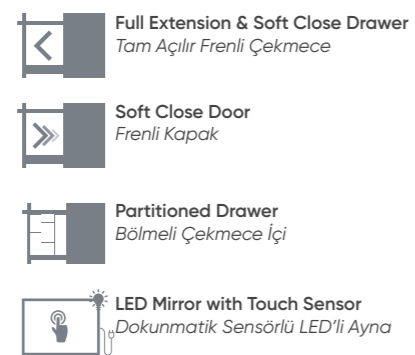 Full Extension & Soft Close Drawer
Tam Açılır Frenli Çekmece
Soft Close Door
Frenli Kapak
Partitioned Drawer
Bölmeli Çekmece İçi
LED Mirror with Touch Sensor
Dokunmatik Sensörlü LED'li Ayna